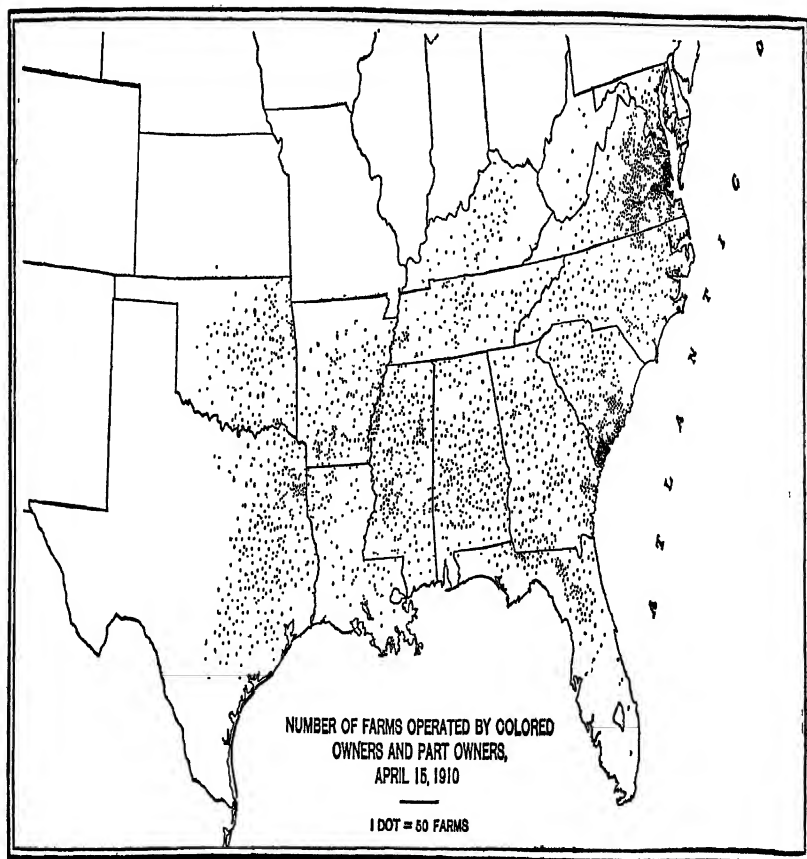 NUMBER OF FARMS OPERATED BY COLORED
OWNERS AND PART OWNERS,
APRIL 15, 1910
1 DOT = 50 FARMS